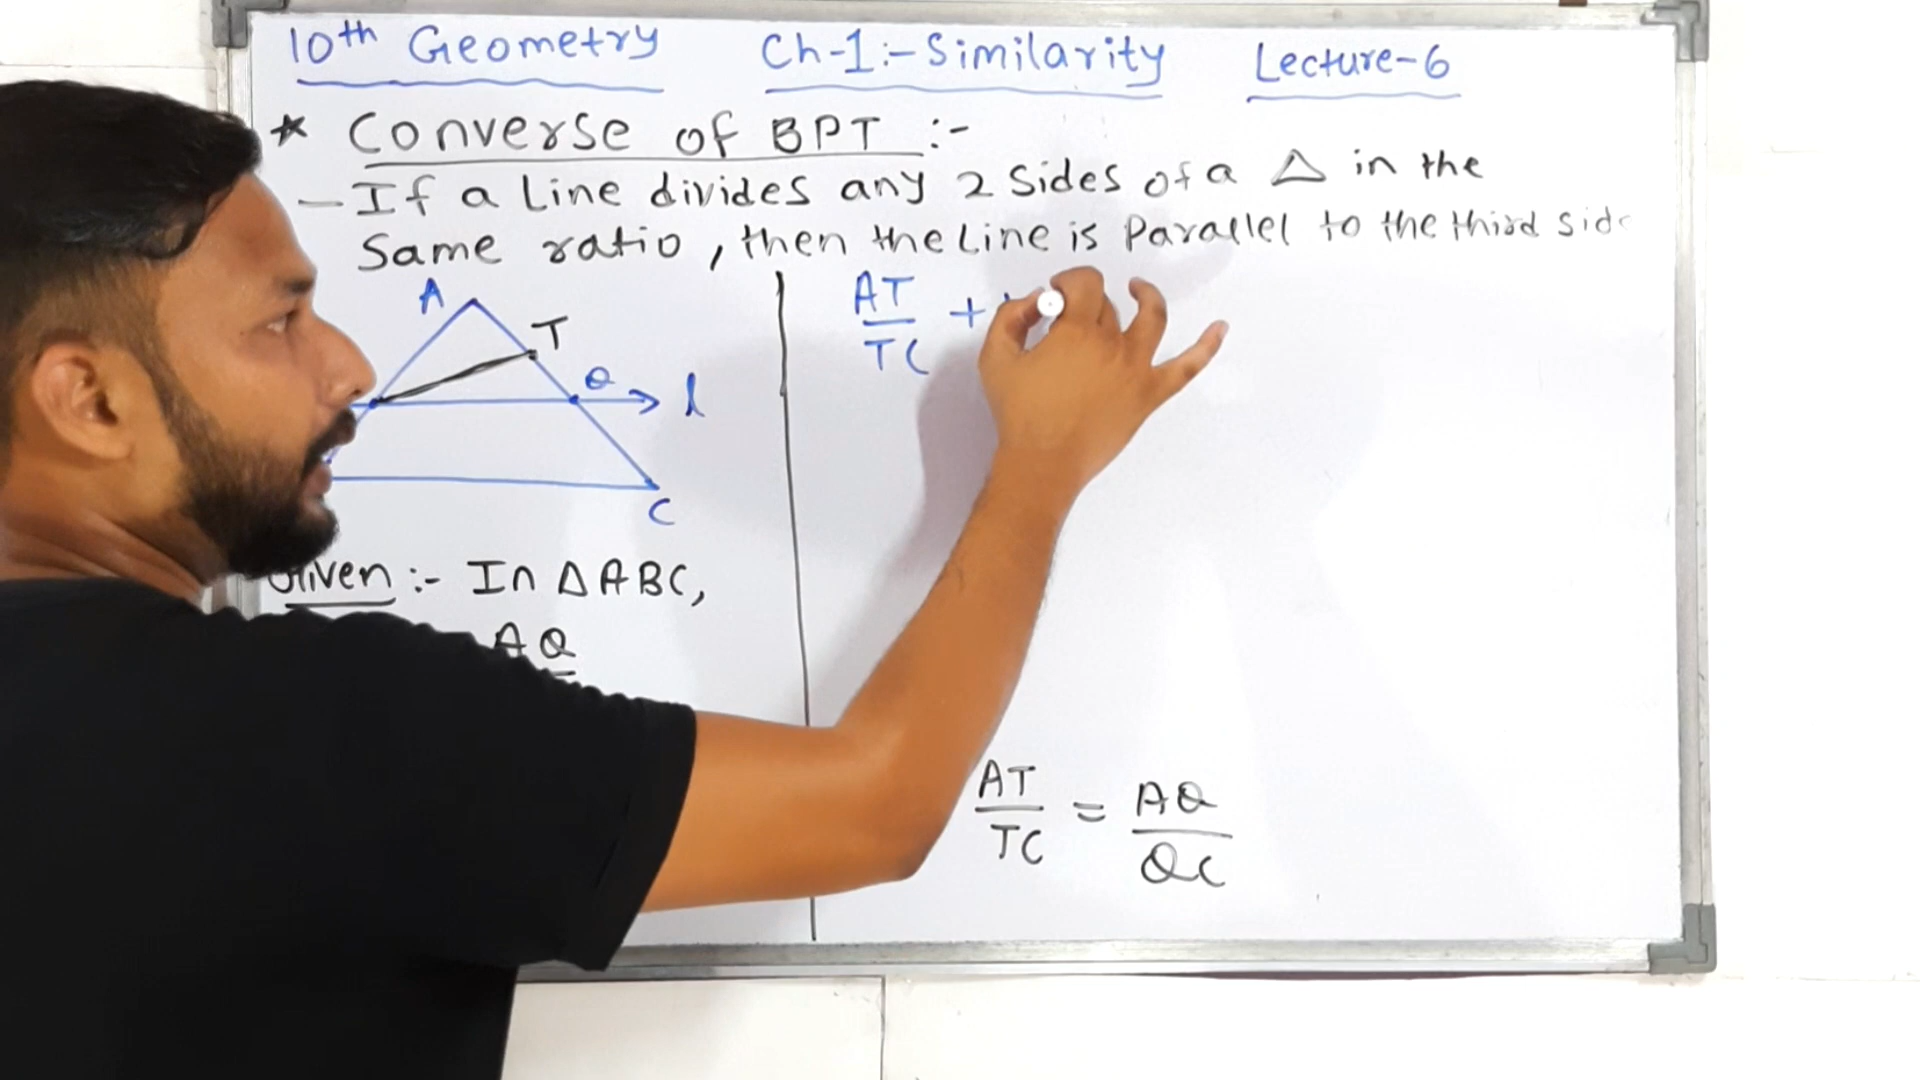 10th Geometry Ch-1:- Similarity Lecture-6
* Converse of BPT :-
- If a Line divides any 2 Sides of a △ in the
Same ratio, then the Line is Parallel to the third side
A
T
Q
l
C
AT
TC
+
Given :- In △ABC,
AQ
AT
TC
=
AQ
QC